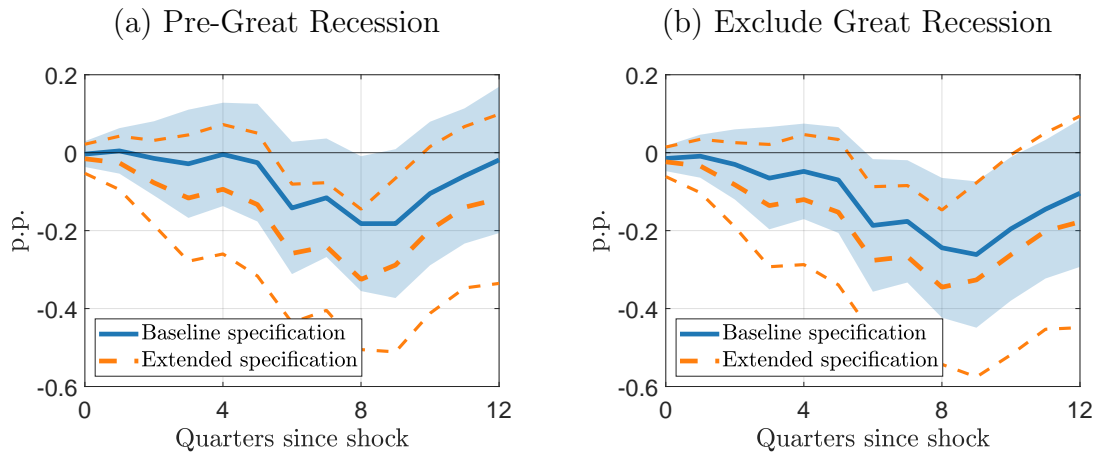 (a) Pre-Great Recession
0.2
0
-0.2
-0.4
-0.6
p.p.
Baseline specification
Extended specification
0
4
8
12
Quarters since shock
(b) Exclude Great Recession
0.2
0
-0.2
-0.4
-0.6
p.p.
Baseline specification
Extended specification
0
4
8
12
Quarters since shock